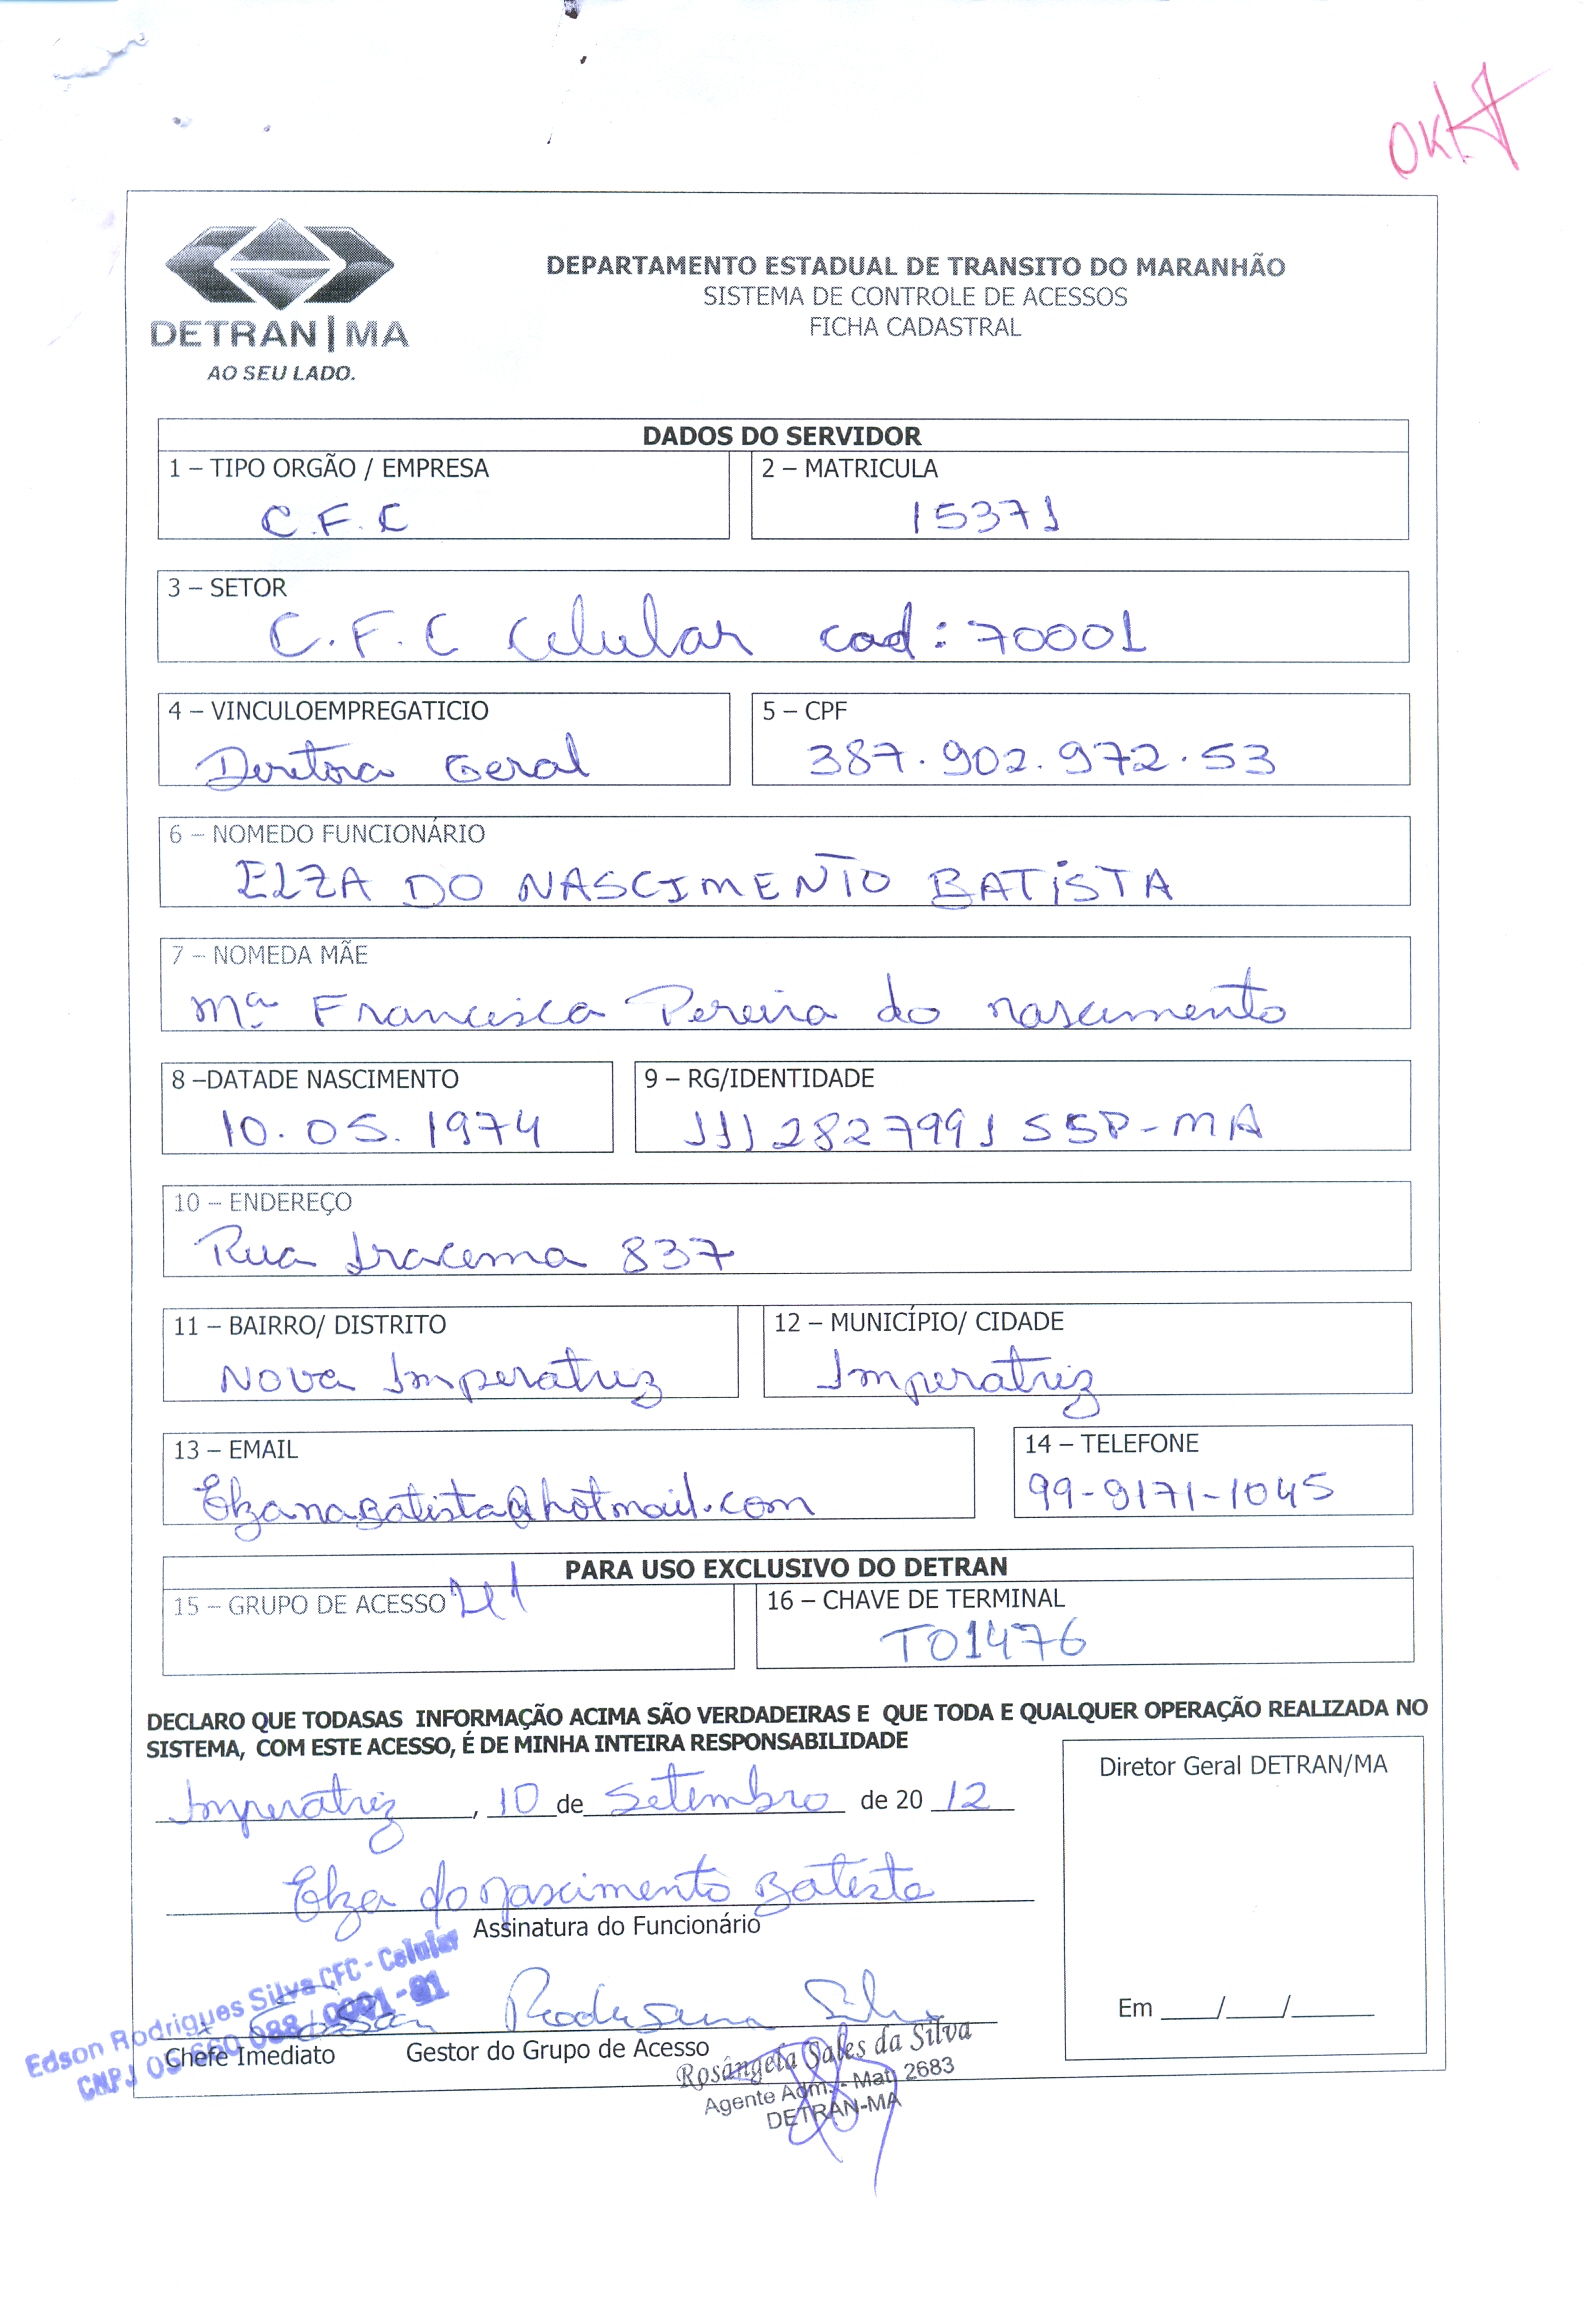 OK
DETRAN|MA
AO SEU LADO.
DEPARTAMENTO ESTADUAL DE TRANSITO DO MARANHÃO
SISTEMA DE CONTROLE DE ACESSOS
FICHA CADASTRAL
DADOS DO SERVIDOR
1 – TIPO ORGÃO / EMPRESA
C.F.C
2 – MATRICULA
15371
3 – SETOR
C.F.C Celular cad: 70001
4 – VINCULOEMPREGATICIO
Diretora Geral
5 – CPF
387.902.972.53
6 – NOMEDO FUNCIONÁRIO
ELZA DO NASCIMENTO BATISTA
7 – NOMEDA MÃE
Mª Francisca Pereira do nascimento
8 –DATADE NASCIMENTO
10.05.1974
9 – RG/IDENTIDADE
11128279991 SSP-MA
10 – ENDEREÇO
Rua Iracema 837
11 – BAIRRO/ DISTRITO
Nova Imperatriz
12 – MUNICÍPIO/ CIDADE
Imperatriz
13 – EMAIL
Elzanabatista@hotmail.com
14 – TELEFONE
99-9171-1045
PARA USO EXCLUSIVO DO DETRAN
15 – GRUPO DE ACESSO
16 – CHAVE DE TERMINAL
T01476
DECLARO QUE TODASAS INFORMAÇÃO ACIMA SÃO VERDADEIRAS E QUE TODA E QUALQUER OPERAÇÃO REALIZADA NO
SISTEMA, COM ESTE ACESSO, É DE MINHA INTEIRA RESPONSABILIDADE
Imperatriz, 10 de Setembro de 2012
Elza do Nascimento Batista
Assinatura do Funcionário
Diretor Geral DETRAN/MA
Em ___/___/____
Edson Rodrigues Silva CFC - Celular
CNPJ 05 660 088
Chefe Imediato
Gestor do Grupo de Acesso
Rosângela Sales da Silva
Agente Adm. - Mat. 2683
DETRAN-MA